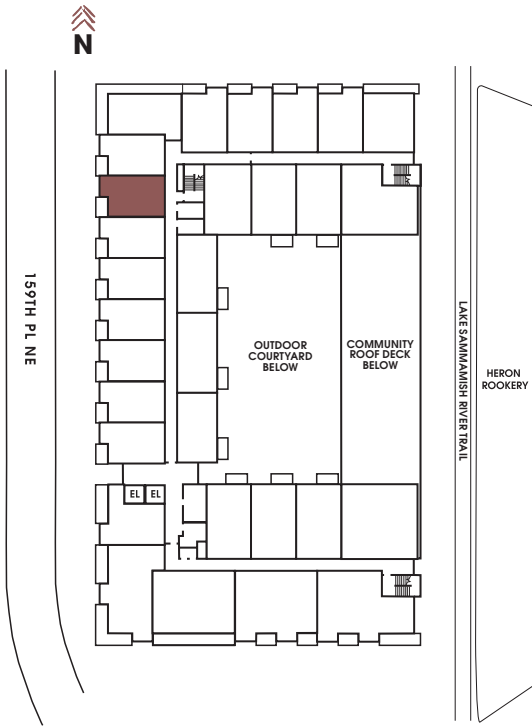 N
159TH PL NE
OUTDOOR
COURTYARD
BELOW
COMMUNITY
ROOF DECK
BELOW
LAKE SAMMAMISH RIVER TRAIL
HERON
ROOKERY
EL EL